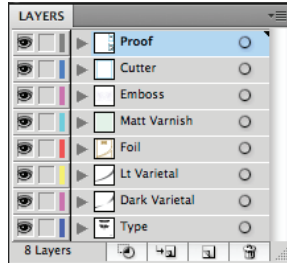 LAYERS
Proof
Cutter
Emboss
Matt Varnish
Foil
Lt Varietal
Dark Varietal
Type
8 Layers